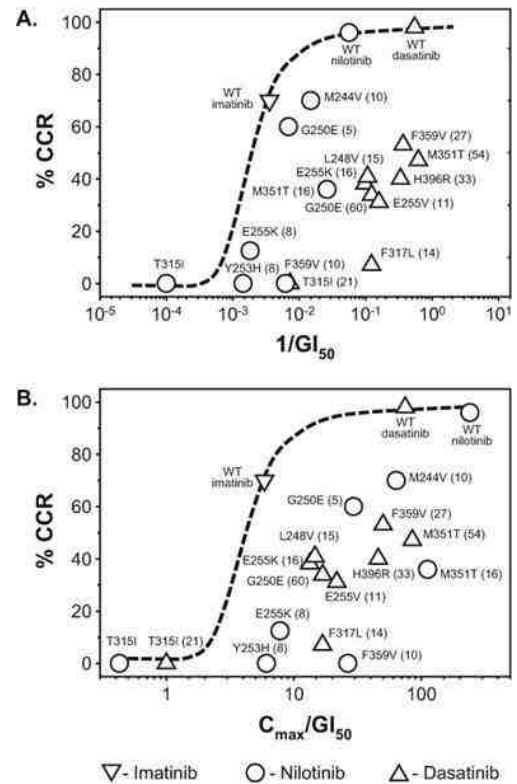 A.
100
80
60
40
20
0
% CCR
WT
nilotinib
WT
dasatinib
WT
imatinib
M244V (10)
G250E (5)
F359V (27)
L248V (15)
M351T (54)
E255K (16)
H396R (33)
M351T (16)
G250E (60)
E255V (11)
E255K (8)
F317L (14)
T315I
Y253H (8)
F359V (10)
T315I (21)
10-5
10-4
10-3
10-2
10-1
100
101
1/GI50
B.
100
80
60
40
20
0
% CCR
WT
dasatinib
WT
nilotinib
WT
imatinib
M244V (10)
G250E (5)
F359V (27)
L248V (15)
M351T (54)
E255K (16)
G250E (60)
H396R (33)
M351T (16)
E255V (11)
E255K (8)
F317L (14)
T315I
T315I (21)
Y253H (8)
F359V (10)
1
10
100
Cmax/GI50
- Imatinib
- Nilotinib
- Dasatinib